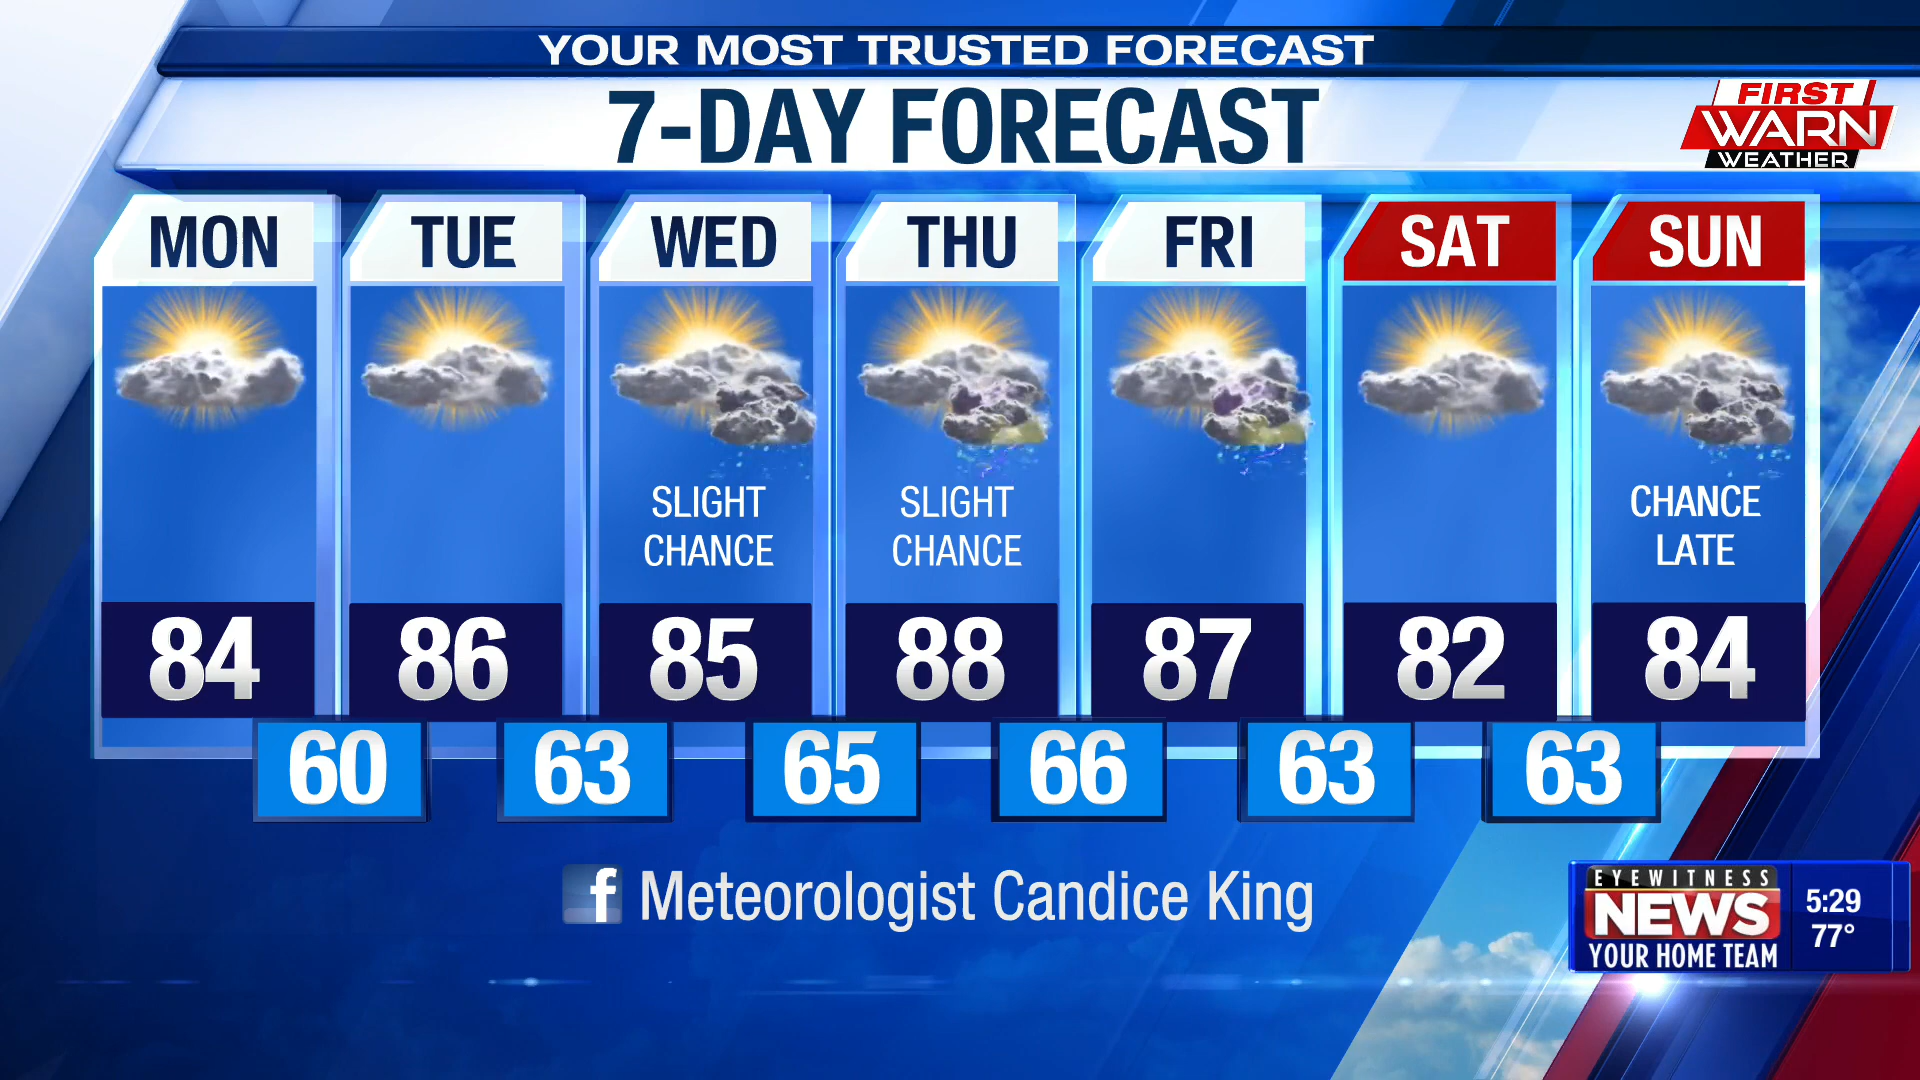 YOUR MOST TRUSTED FORECAST
7-DAY FORECAST
FIRST
WARN
WEATHER
MON TUE WED THU FRI SAT SUN
SLIGHT CHANCE
SLIGHT CHANCE
CHANCE LATE
84 86 85 88 87 82 84
60 63 65 66 63 63
f Meteorologist Candice King
EYEWITNESS
NEWS
YOUR HOME TEAM
5:29
77°